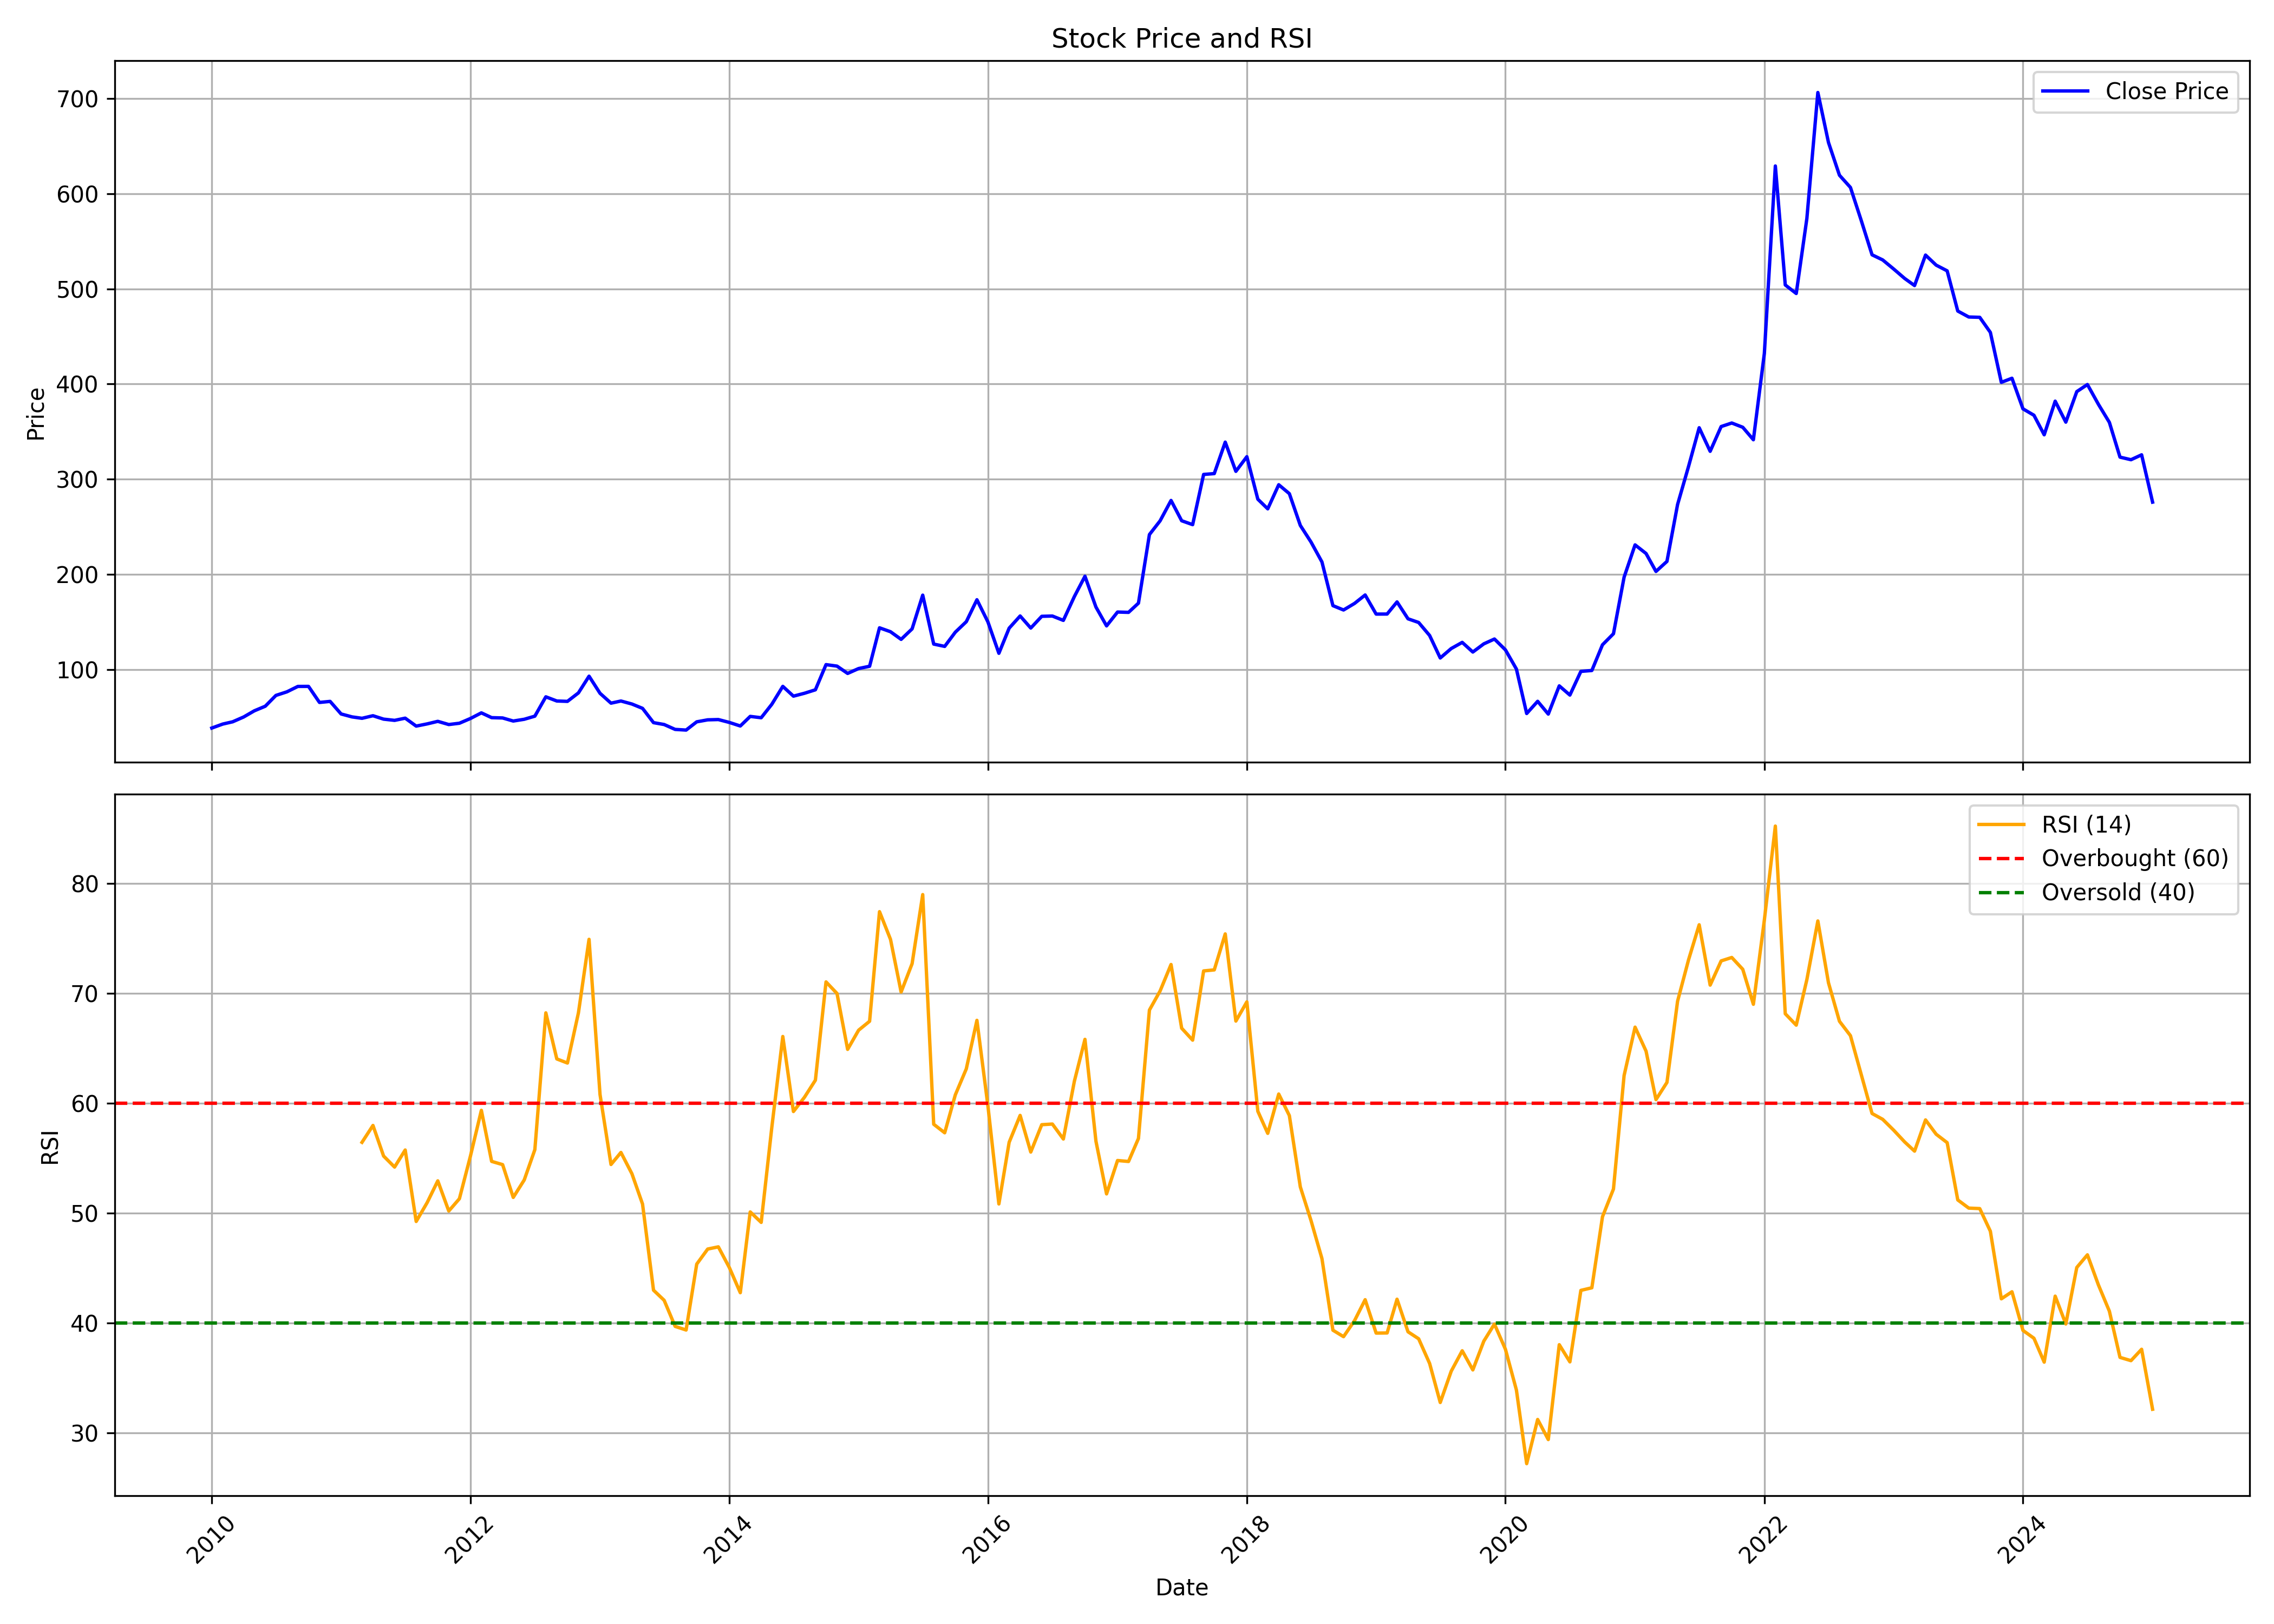 Stock Price and RSI
Close Price
700
600
500
400
300
200
100
Price
RSI (14)
Overbought (60)
Oversold (40)
80
70
60
50
40
30
RSI
2010
2012
2014
2016
2018
2020
2022
2024
Date